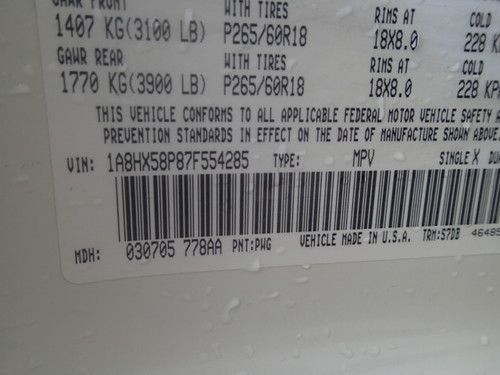 GAWR FRONT WITH TIRES RIMS AT COLD
1407 KG(3100 LB) P265/60R18 18X8.0 228 K
GAWR REAR WITH TIRES RIMS AT COLD
1770 KG(3900 LB) P265/60R18 18X8.0 228 KP
THIS VEHICLE CONFORMS TO ALL APPLICABLE FEDERAL MOTOR VEHICLE SAFETY A
PREVENTION STANDARDS IN EFFECT ON THE DATE OF MANUFACTURE SHOWN ABOVE.
VIN: 1A8HX58P87F554285 TYPE: MPV SINGLE X DU
MDH: 030705 778AA PNT:PWG VEHICLE MADE IN U.S.A. TRM:S7DB 4648